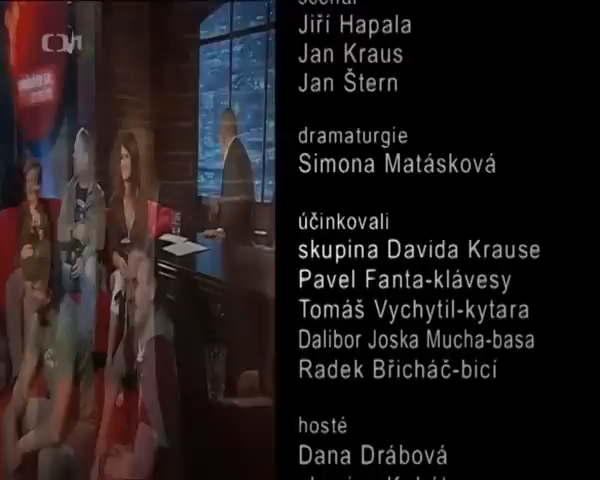 scénář
Jiří Hapala
Jan Kraus
Jan Štern
dramaturgie
Simona Matásková
účinkovali
skupina Davida Krause
Pavel Fanta-klávesy
Tomáš Vychytil-kytara
Dalibor Joska Mucha-basa
Radek Břicháč-bicí
hosté
Dana Drábová